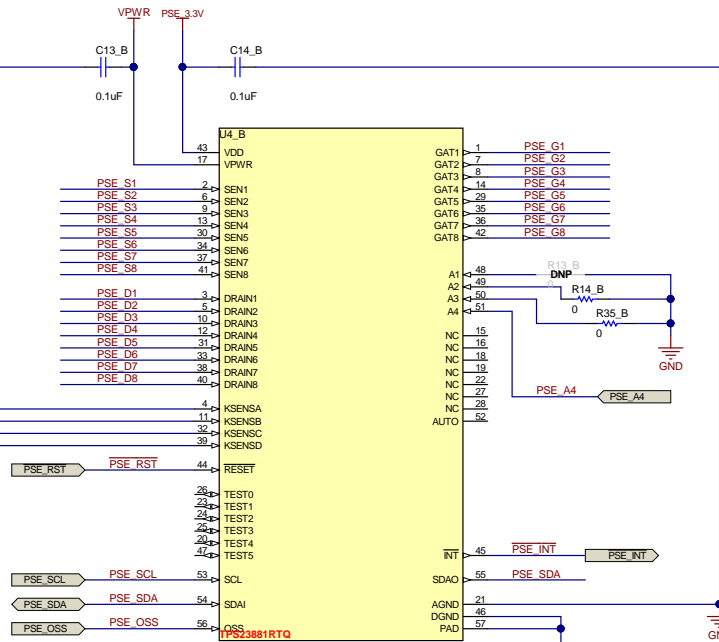 VPWR PSE_3.3V
C13_B C14_B
0.1uF 0.1uF
U4_B
43 VDD
17 VPWR
PSE_S1 2 SEN1
PSE_S2 6 SEN2
PSE_S3 9 SEN3
PSE_S4 13 SEN4
PSE_S5 30 SEN5
PSE_S6 34 SEN6
PSE_S7 37 SEN7
PSE_S8 41 SEN8
PSE_D1 3 DRAIN1
PSE_D2 5 DRAIN2
PSE_D3 10 DRAIN3
PSE_D4 12 DRAIN4
PSE_D5 31 DRAIN5
PSE_D6 33 DRAIN6
PSE_D7 38 DRAIN7
PSE_D8 40 DRAIN8
4 KSENSA
11 KSENSB
32 KSENSC
39 KSENSD
PSE_RST PSE_RST 44 RESET
26 TEST0
23 TEST1
24 TEST2
25 TEST3
20 TEST4
47 TEST5
PSE_SCL PSE_SCL 53 SCL
PSE_SDA PSE_SDA 54 SDAI
PSE_OSS PSE_OSS 56 OSS
TPS23881RTQ
GAT1 1 PSE_G1
GAT2 7 PSE_G2
GAT3 8 PSE_G3
GAT4 14 PSE_G4
GAT5 29 PSE_G5
GAT6 35 PSE_G6
GAT7 36 PSE_G7
GAT8 42 PSE_G8
A1 48
A2 49
A3 50
A4 51
R13_B
DNP
0
R14_B
0
R35_B
0
GND
NC 15
NC 16
NC 18
NC 19
NC 22
NC 27
NC 28
AUTO 52
PSE_A4 PSE_A4
INT 45 PSE_INT PSE_INT
SDAO 55 PSE_SDA
AGND 21
DGND 46
PAD 57